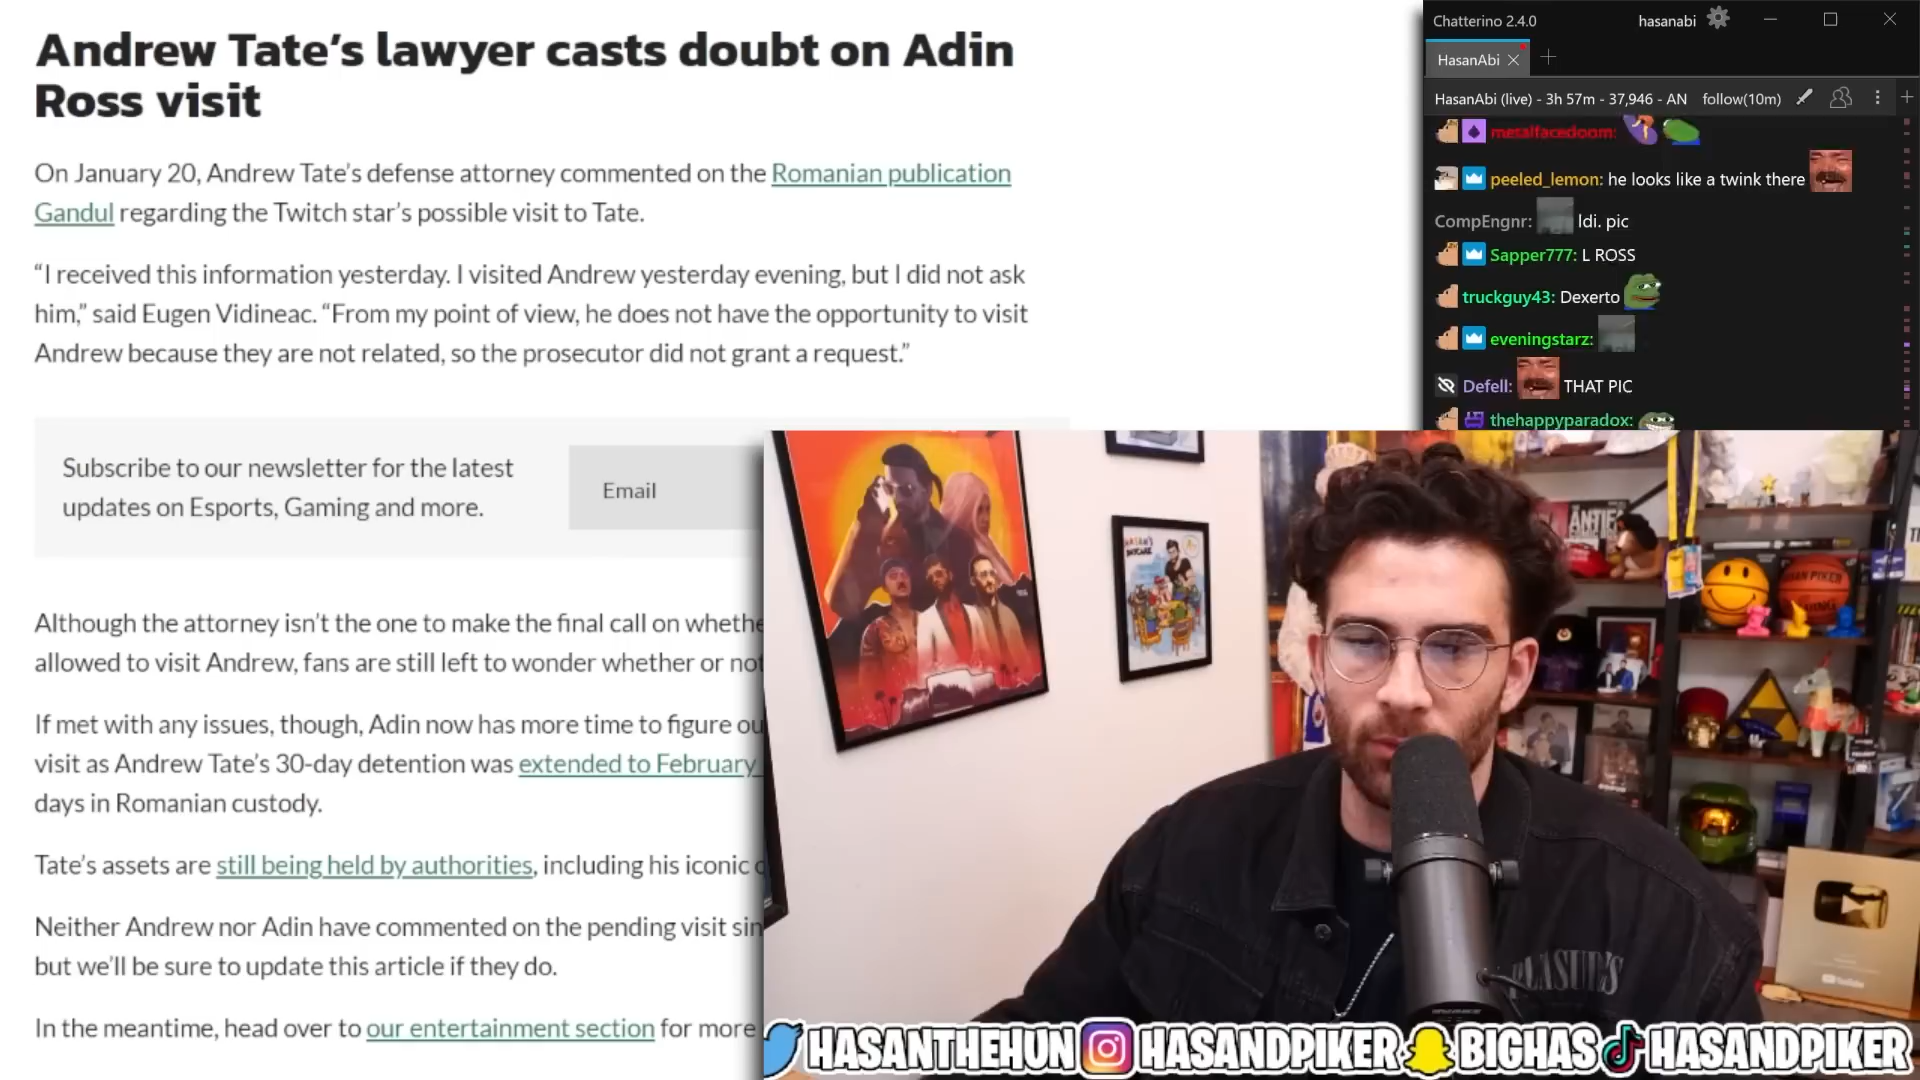 Andrew Tate’s lawyer casts doubt on Adin
Ross visit
On January 20, Andrew Tate’s defense attorney commented on the Romanian publication
Gandul regarding the Twitch star’s possible visit to Tate.
“I received this information yesterday. I visited Andrew yesterday evening, but I did not ask
him,” said Eugen Vidineac. “From my point of view, he does not have the opportunity to visit
Andrew because they are not related, so the prosecutor did not grant a request.”
Subscribe to our newsletter for the latest
updates on Esports, Gaming and more.
Email
Although the attorney isn’t the one to make the final call on whethe
allowed to visit Andrew, fans are still left to wonder whether or not
If met with any issues, though, Adin now has more time to figure ou
visit as Andrew Tate’s 30-day detention was extended to February
days in Romanian custody.
Tate’s assets are still being held by authorities, including his iconic
Neither Andrew nor Adin have commented on the pending visit sin
but we’ll be sure to update this article if they do.
In the meantime, head over to our entertainment section for more
Chatterino 2.4.0
hasanabi
HasanAbi
HasanAbi (live) - 3h 57m - 37,946 - AN follow(10m)
metalfacedoom:
peeled_lemon: he looks like a twink there
CompEngnr: ldi. pic
Sapper777: L ROSS
truckguy43: Dexerto
eveningstarz:
Defell: THAT PIC
thehappyparadox:
ANTIFA
HASAN PIKER
YouTube
HASANTHEHUN HASANDPIKER BIGHAS HASANDPIKER